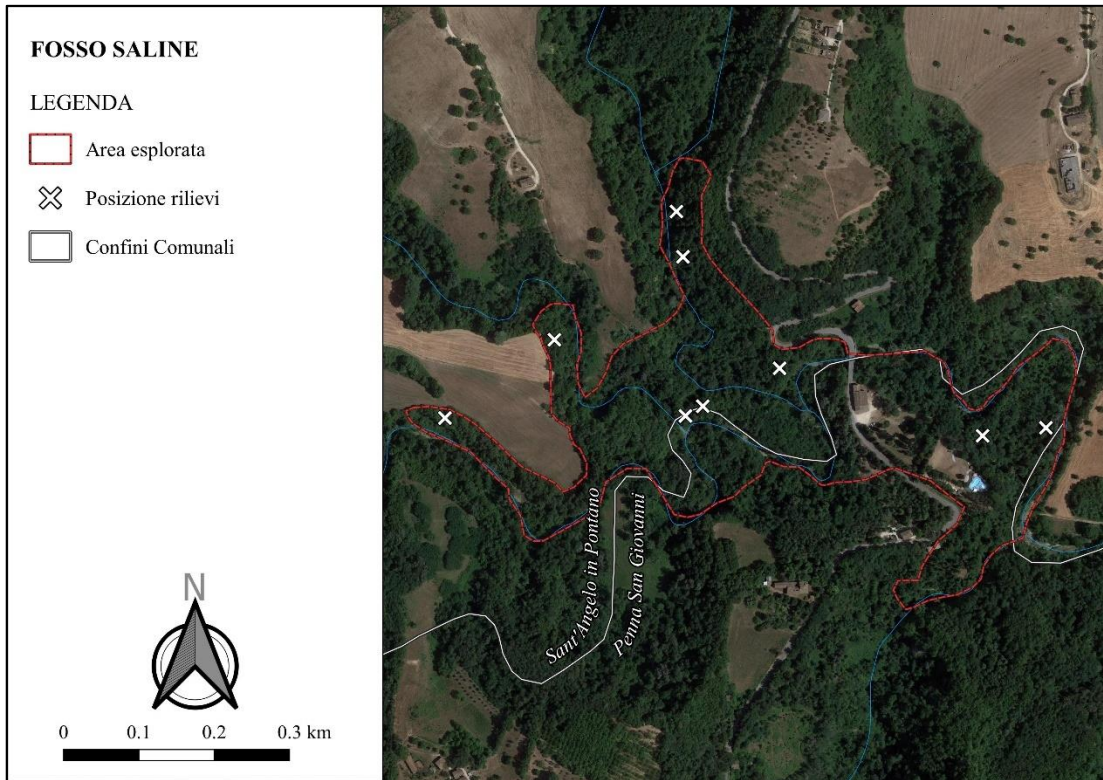 FOSSO SALINE
LEGENDA
Area esplorata
Posizione rilievi
Confini Comunali
Sant'Angelo in Pontano
Penna San Giovanni
N
0 0.1 0.2 0.3 km